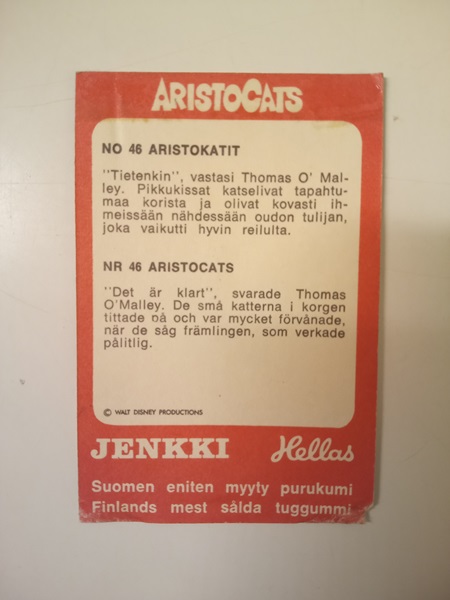 ARISTOCATS
NO 46 ARISTOKATIT
"Tietenkin", vastasi Thomas O' Mal-
ley. Pikkukissat katselivat tapahtu-
maa korista ja olivat kovasti ih-
meissään nähdessään oudon tulijan,
joka vaikutti hyvin reilulta.
NR 46 ARISTOCATS
"Det är klart", svarade Thomas
O'Malley. De små katterna i korgen
tittade på och var mycket förvånade,
när de såg främlingen, som verkade
pålitlig.
© WALT DISNEY PRODUCTIONS
JENKKI Hellas
Suomen eniten myyty purukumi
Finlands mest sålda tuggummi